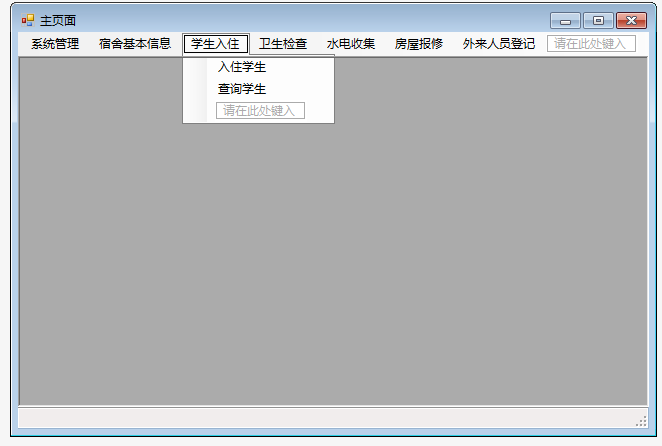 主页面
系统管理 宿舍基本信息 学生入住 卫生检查 水电收集 房屋报修 外来人员登记 请在此处键入
入住学生
查询学生
请在此处键入